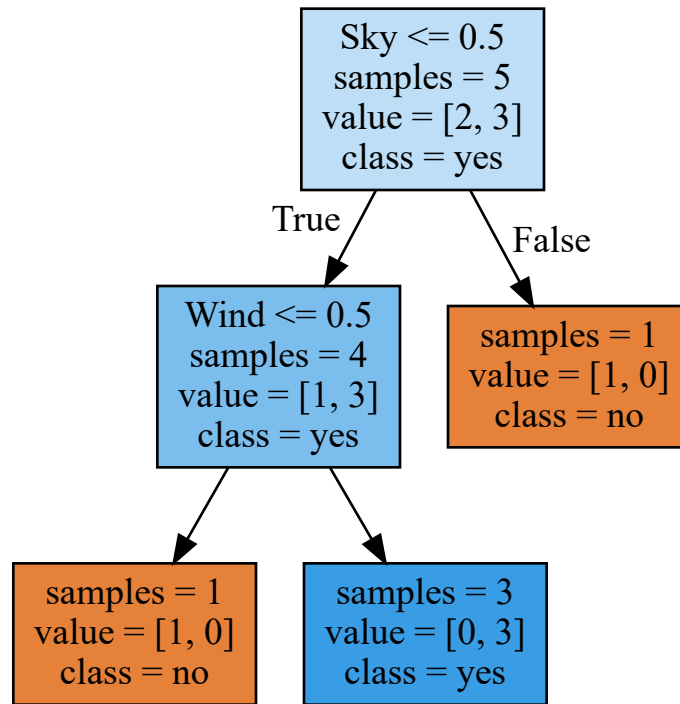 Sky <= 0.5
samples = 5
value = [2, 3]
class = yes
True
False
Wind <= 0.5
samples = 4
value = [1, 3]
class = yes
samples = 1
value = [1, 0]
class = no
samples = 1
value = [1, 0]
class = no
samples = 3
value = [0, 3]
class = yes